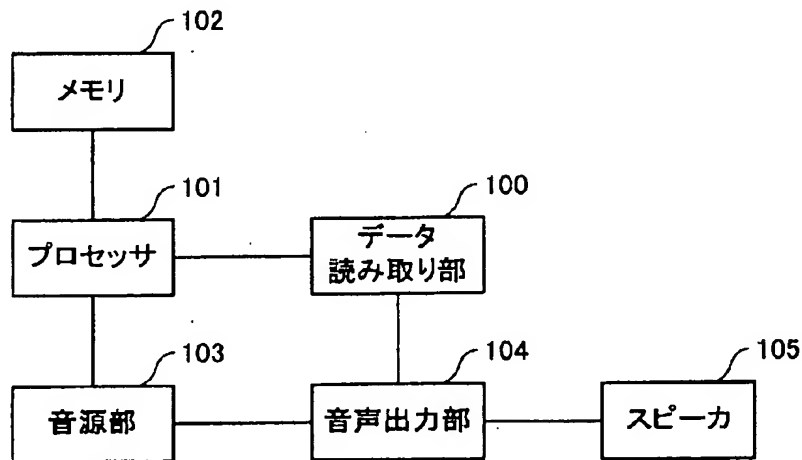 102
メモリ
101
プロセッサ
100
データ
読み取り部
103
音源部
104
音声出力部
105
スピーカ